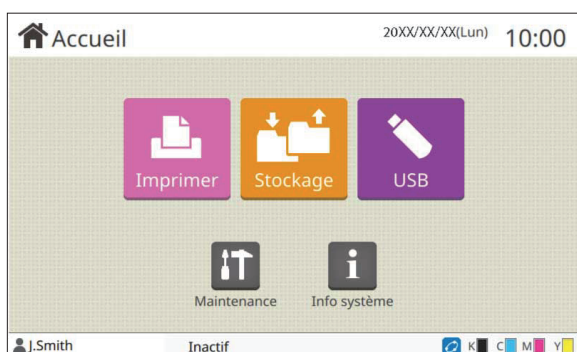 Accueil 20XX/XX/XX(Lun) 10:00
Imprimer Stockage USB
Maintenance Info système
J.Smith Inactif K C M Y